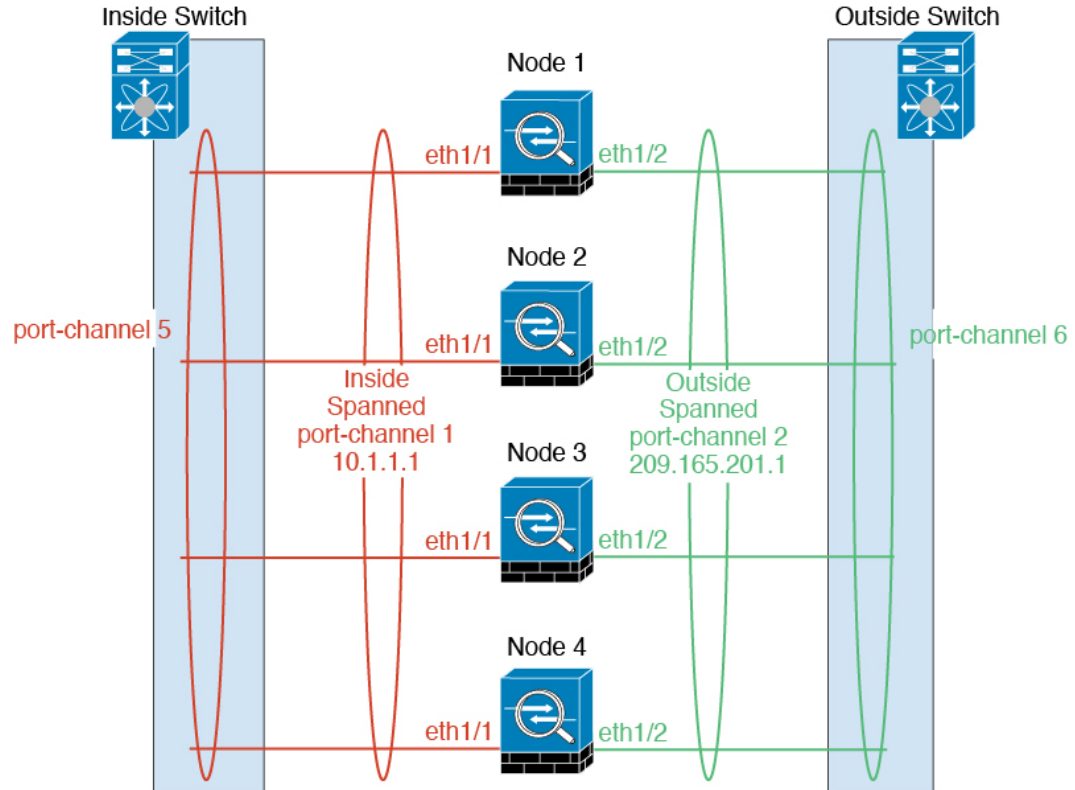 Inside Switch
Outside Switch
Node 1
eth1/1
eth1/2
Node 2
port-channel 5
port-channel 6
eth1/1
eth1/2
Inside
Spanned
port-channel 1
10.1.1.1
Outside
Spanned
port-channel 2
209.165.201.1
Node 3
eth1/1
eth1/2
Node 4
eth1/1
eth1/2